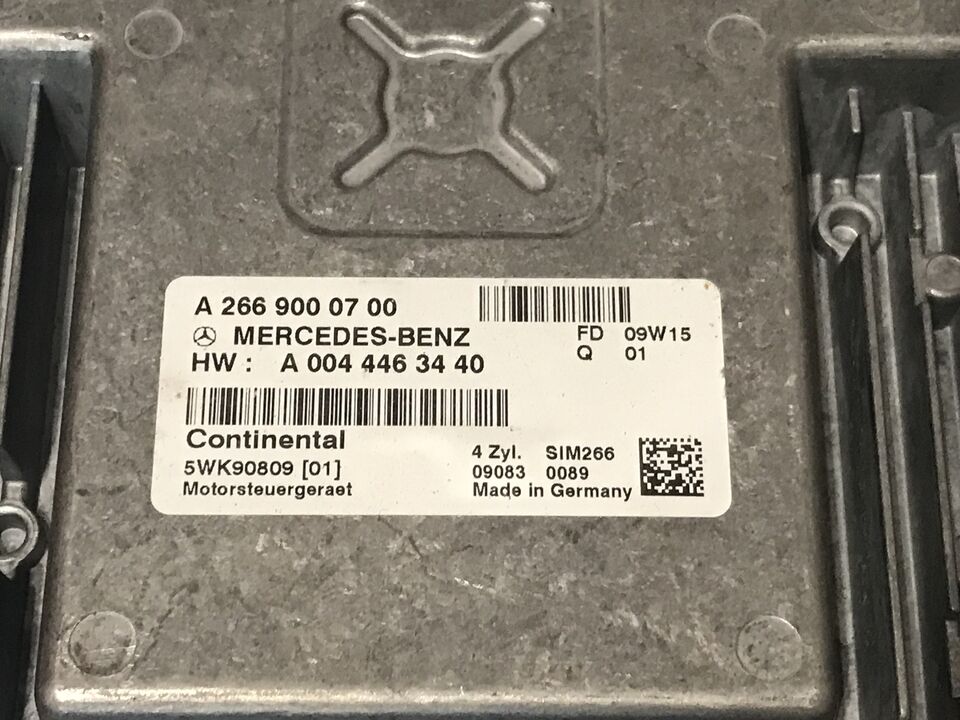 A 266 900 07 00
MERCEDES-BENZ
HW : A 004 446 34 40
FD 09W15
Q 01
Continental
5WK90809 [01]
Motorsteuergeraet
4 Zyl. SIM266
09083 0089
Made in Germany